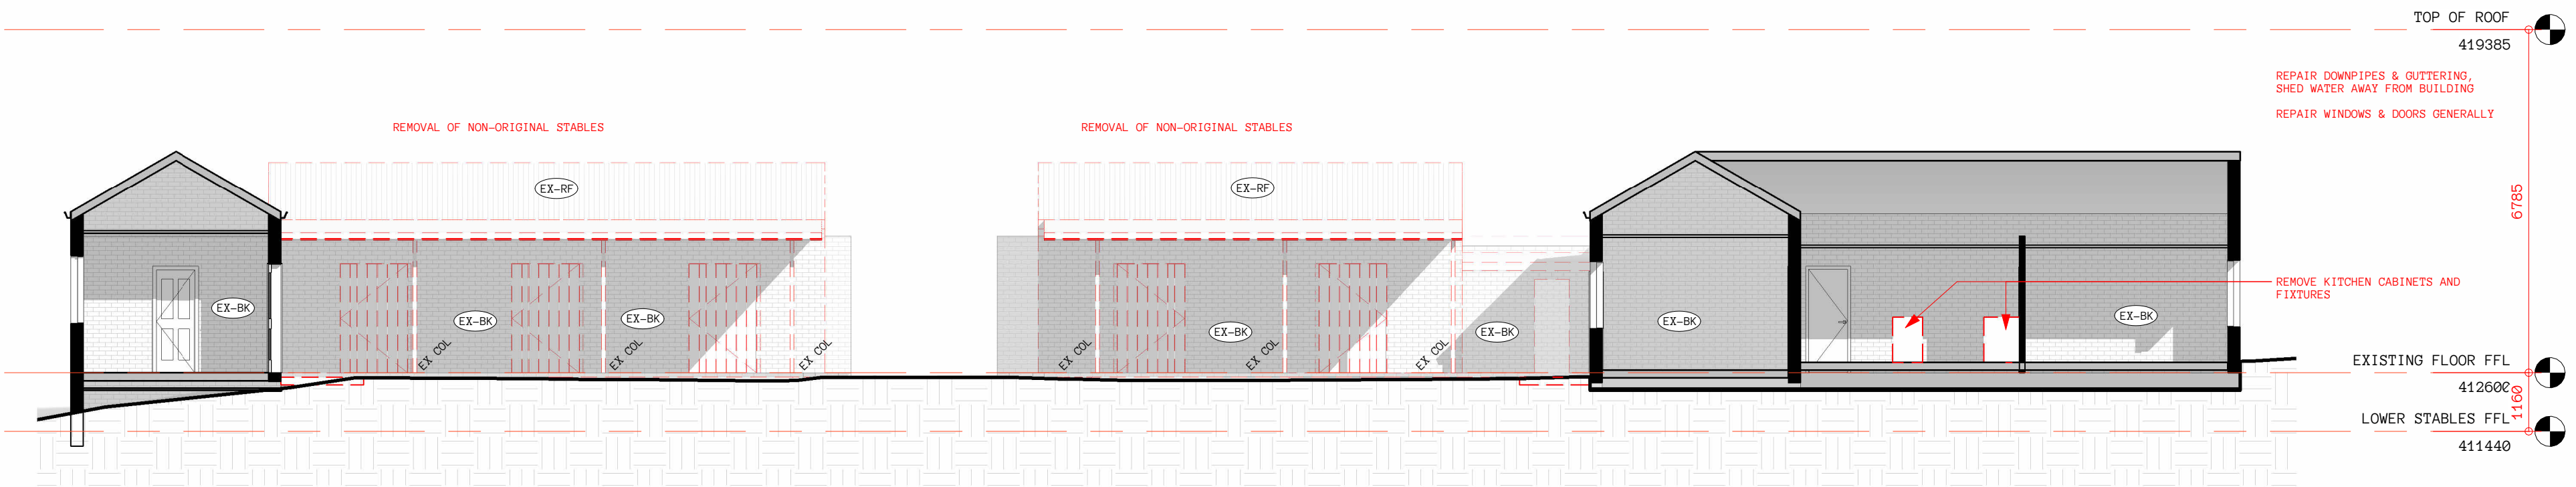 TOP OF ROOF
419385
REPAIR DOWNPIPES & GUTTERING,
SHED WATER AWAY FROM BUILDING
REPAIR WINDOWS & DOORS GENERALLY
REMOVAL OF NON-ORIGINAL STABLES
REMOVAL OF NON-ORIGINAL STABLES
EX-RF
EX-RF
6785
REMOVE KITCHEN CABINETS AND
FIXTURES
EX-BK
EX-BK
EX-BK
EX-BK
EX-BK
EX-BK
EX-BK
EX COL
EX COL
EX COL
EX COL
EX COL
EX COL
EXISTING FLOOR FFL
412600
1160
LOWER STABLES FFL
411440